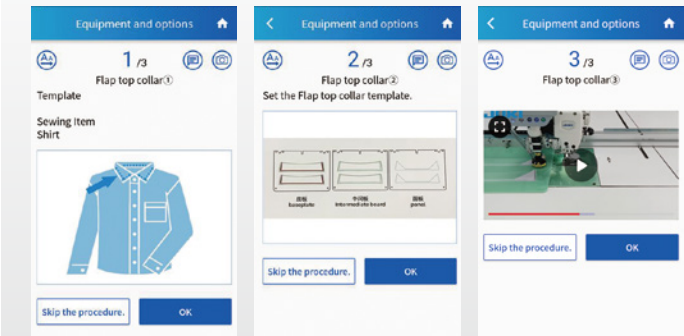 Equipment and options
1 /3
Flap top collar①
Template
Sewing Item
Shirt
Skip the procedure.
OK
Equipment and options
2 /3
Flap top collar②
Set the Flap top collar template.
底板
baseplate
中间板
intermediate board
面板
panel
Skip the procedure.
OK
Equipment and options
3 /3
Flap top collar③
JUKI
Skip the procedure.
OK